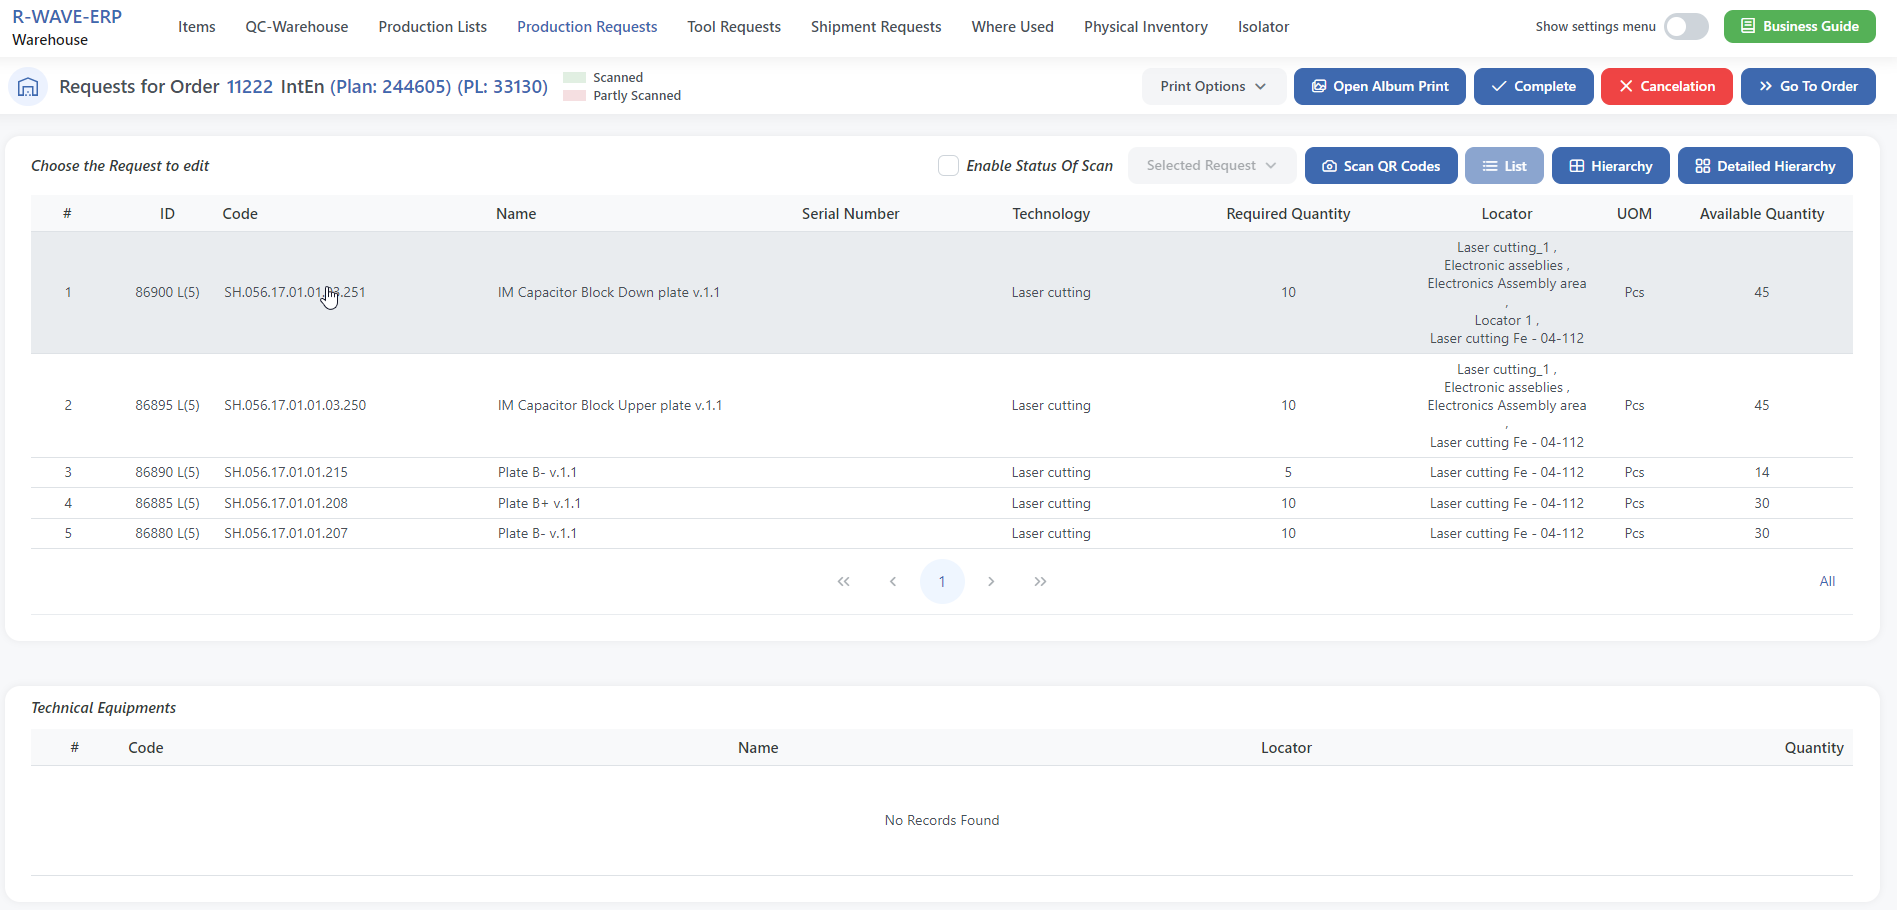 R-WAVE-ERP
Warehouse
Items QC-Warehouse Production Lists Production Requests Tool Requests Shipment Requests Where Used Physical Inventory Isolator
Show settings menu
Business Guide
Requests for Order 11222 IntEn (Plan: 244605) (PL: 33130)
Scanned
Partly Scanned
Print Options
Open Album Print
Complete
Cancelation
Go To Order
Choose the Request to edit
Enable Status Of Scan
Selected Request
Scan QR Codes
List
Hierarchy
Detailed Hierarchy
# ID Code Name Serial Number Technology Required Quantity Locator UOM Available Quantity
1 86900 L(5) SH.056.17.01.01.03.251 IM Capacitor Block Down plate v.1.1 Laser cutting 10
Laser cutting_1 ,
Electronic asseblies ,
Electronics Assembly area
,
Locator 1 ,
Laser cutting Fe - 04-112
Pcs 45
2 86895 L(5) SH.056.17.01.01.03.250 IM Capacitor Block Upper plate v.1.1 Laser cutting 10
Laser cutting_1 ,
Electronic asseblies ,
Electronics Assembly area
,
Laser cutting Fe - 04-112
Pcs 45
3 86890 L(5) SH.056.17.01.01.215 Plate B- v.1.1 Laser cutting 5 Laser cutting Fe - 04-112 Pcs 14
4 86885 L(5) SH.056.17.01.01.208 Plate B+ v.1.1 Laser cutting 10 Laser cutting Fe - 04-112 Pcs 30
5 86880 L(5) SH.056.17.01.01.207 Plate B- v.1.1 Laser cutting 10 Laser cutting Fe - 04-112 Pcs 30
1
All
Technical Equipments
# Code Name Locator Quantity
No Records Found